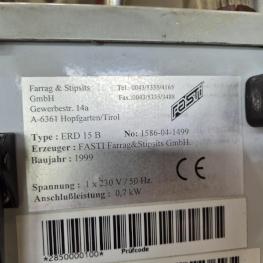 Farrag & Stipsits Tel.: 0043/5335/4165
GmbH Fax.:0043/5335/3488
Gewerbestr. 14a
A-6361 Hopfgarten/Tirol
FASTI
Type : ERD 15 B No: 1586-04-1499
Erzeuger : FASTI Farrag&Stipsits GmbH.
Baujahr : 1999
Spannung : 1 x 230 V / 50 Hz.
Anschlußleistung : 0,7 kW
CE
*2850000100* Prüfcode